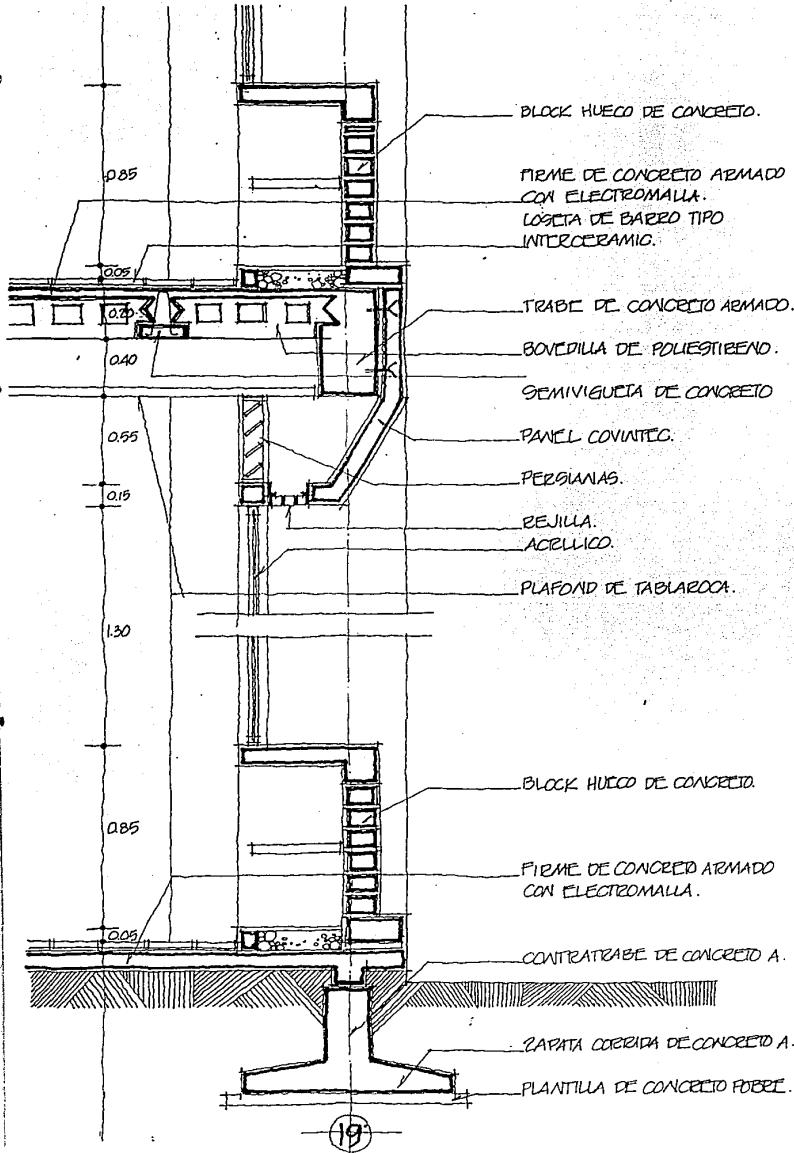 BLOCK HUECO DE CONCRETO.
0.85
FIRME DE CONCRETO ARMADO
CON ELECTROMALLA.
LOSETA DE BARRO TIPO
INTERCERAMIC.
0.05
0.20
TRABE DE CONCRETO ARMADO.
BOVEDILLA DE POLIESTIRENO.
0.40
SEMIVIGUETA DE CONCRETO
0.55
PANEL COVINTEC.
PERSIANAS.
0.15
REJILLA.
ACRILICO.
PLAFOND DE TABLAROCA.
1.30
BLOCK HUECO DE CONCRETO.
0.85
FIRME DE CONCRETO ARMADO
CON ELECTROMALLA.
0.05
CONTRATRABE DE CONCRETO A.
ZAPATA CORRIDA DE CONCRETO A.
PLANTILLA DE CONCRETO POBRE.
19'